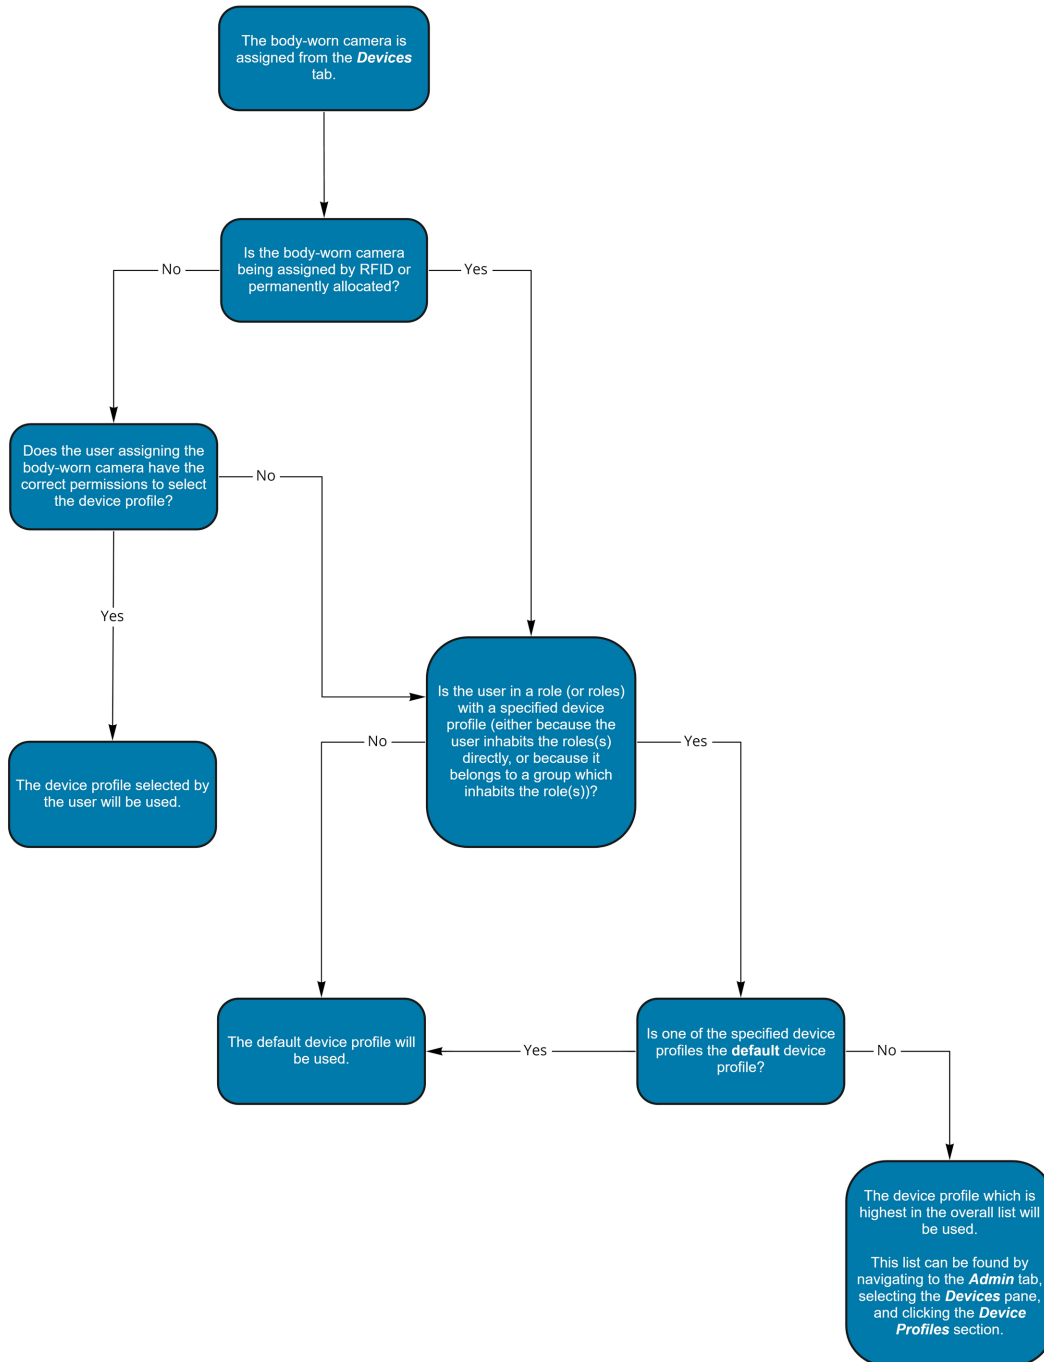 The body-worn camera is
assigned from the Devices
tab.
Is the body-worn camera
being assigned by RFID or
permanently allocated?
No
Yes
Does the user assigning the
body-worn camera have the
correct permissions to select
the device profile?
No
Yes
Is the user in a role (or roles)
with a specified device
profile (either because the
user inhabits the roles(s)
directly, or because it
belongs to a group which
inhabits the role(s))?
No
Yes
The device profile selected by
the user will be used.
The default device profile will
be used.
Yes
Is one of the specified device
profiles the default device
profile?
No
The device profile which is
highest in the overall list will
be used.
This list can be found by
navigating to the Admin tab,
selecting the Devices pane,
and clicking the Device
Profiles section.